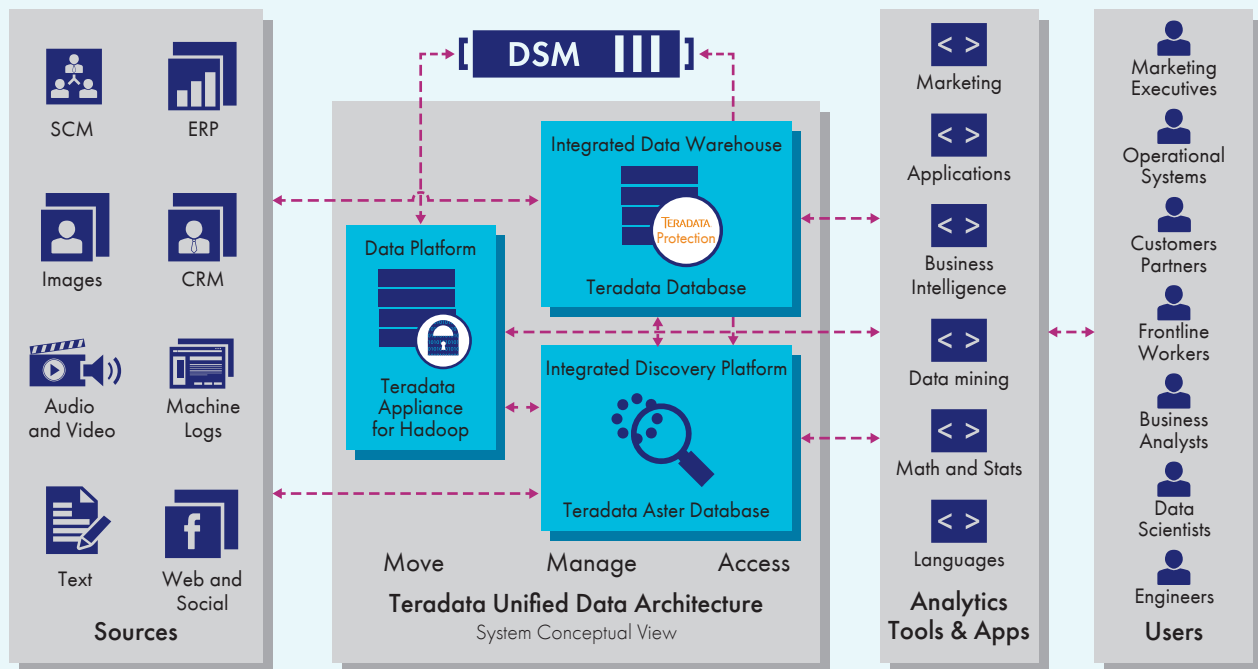 SCM
ERP
Images
CRM
Audio
and Video
Machine
Logs
Text
Web and
Social
Sources
DSM
Integrated Data Warehouse
TERADATA
Protection
Teradata Database
Data Platform
Teradata
Appliance
for Hadoop
Integrated Discovery Platform
Teradata Aster Database
Move
Manage
Access
Teradata Unified Data Architecture
System Conceptual View
< >
Marketing
< >
Applications
< >
Business
Intelligence
< >
Data mining
< >
Math and Stats
< >
Languages
Analytics
Tools & Apps
Marketing
Executives
Operational
Systems
Customers
Partners
Frontline
Workers
Business
Analysts
Data
Scientists
Engineers
Users